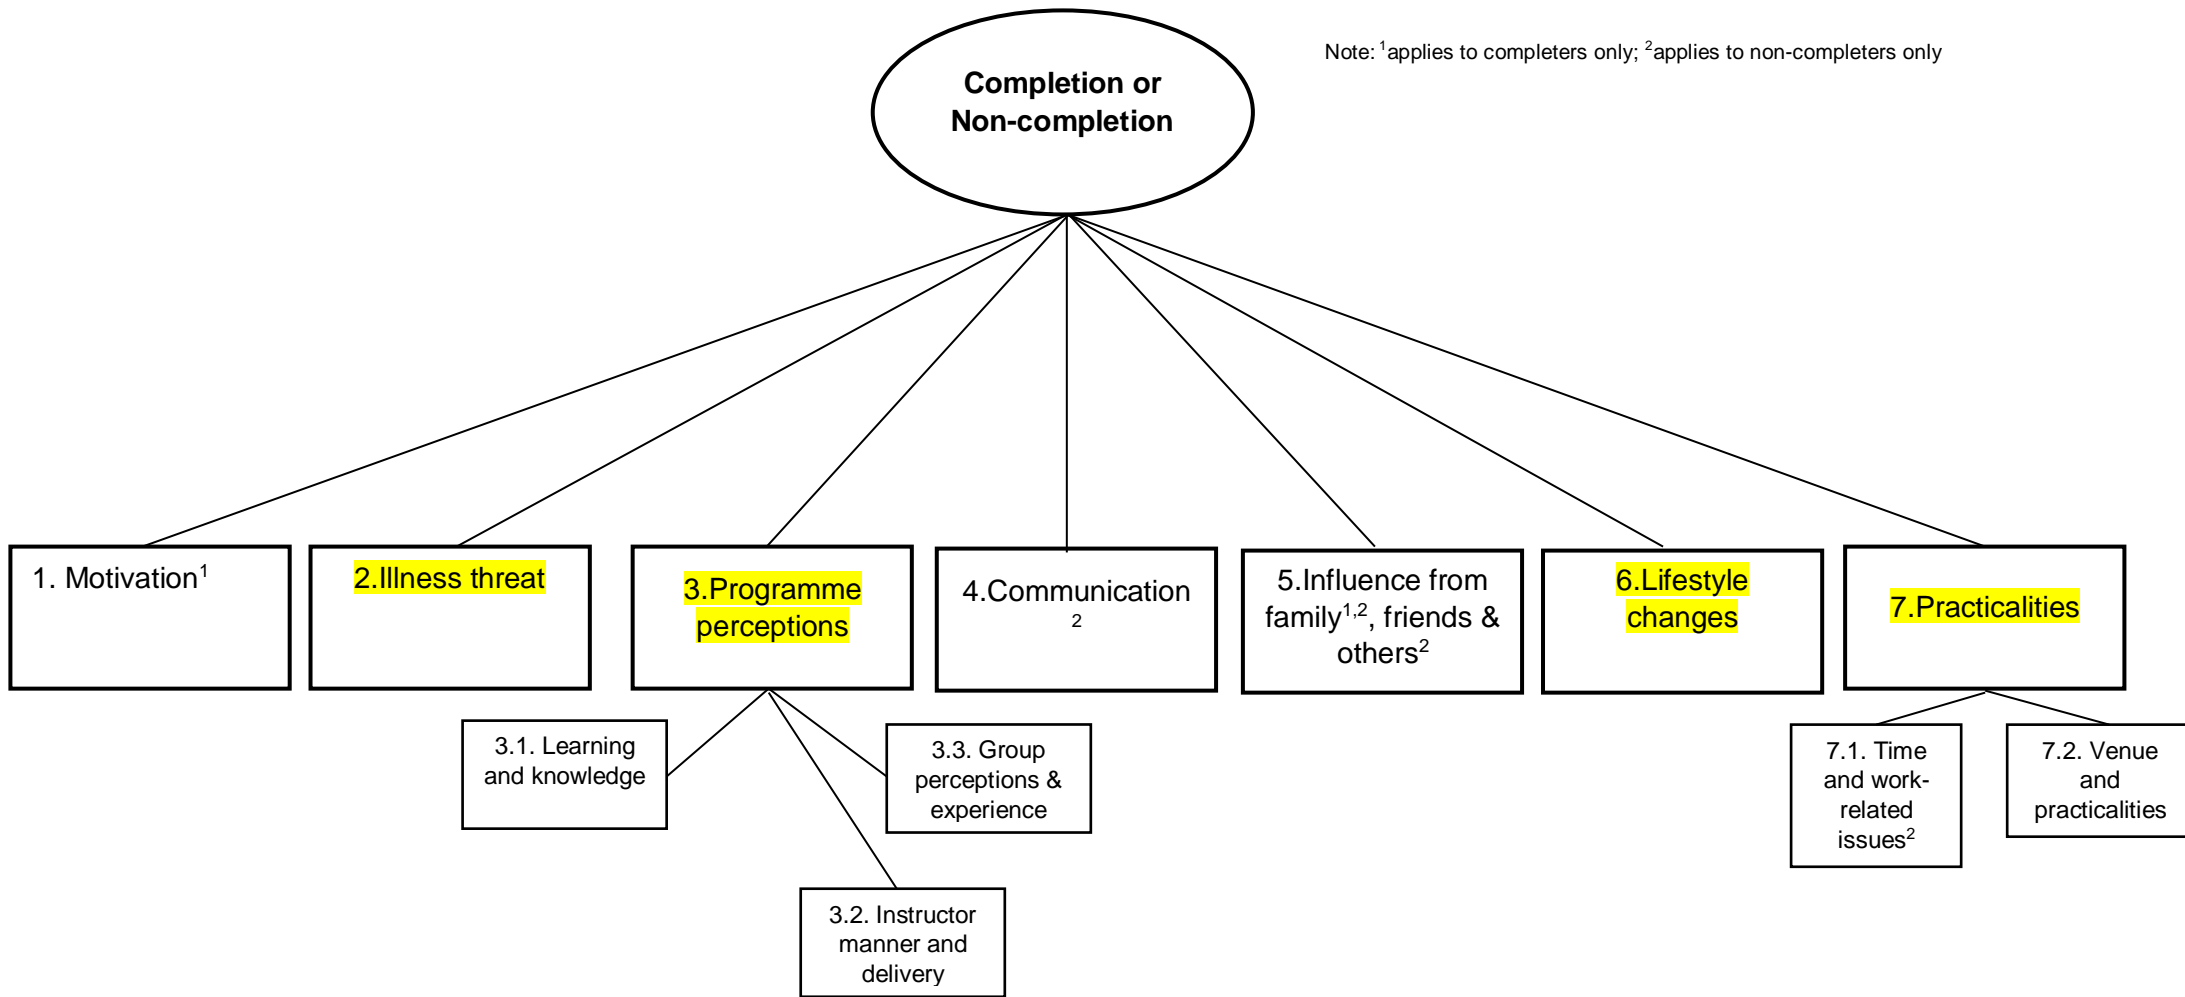 Completion or
Non-completion
Note: ¹applies to completers only; ²applies to non-completers only
1. Motivation¹
2.Illness threat
3.Programme
perceptions
4.Communication
²
5.Influence from
family¹,², friends &
others²
6.Lifestyle
changes
7.Practicalities
3.1. Learning
and knowledge
3.3. Group
perceptions &
experience
3.2. Instructor
manner and
delivery
7.1. Time
and work-
related
issues²
7.2. Venue
and
practicalities